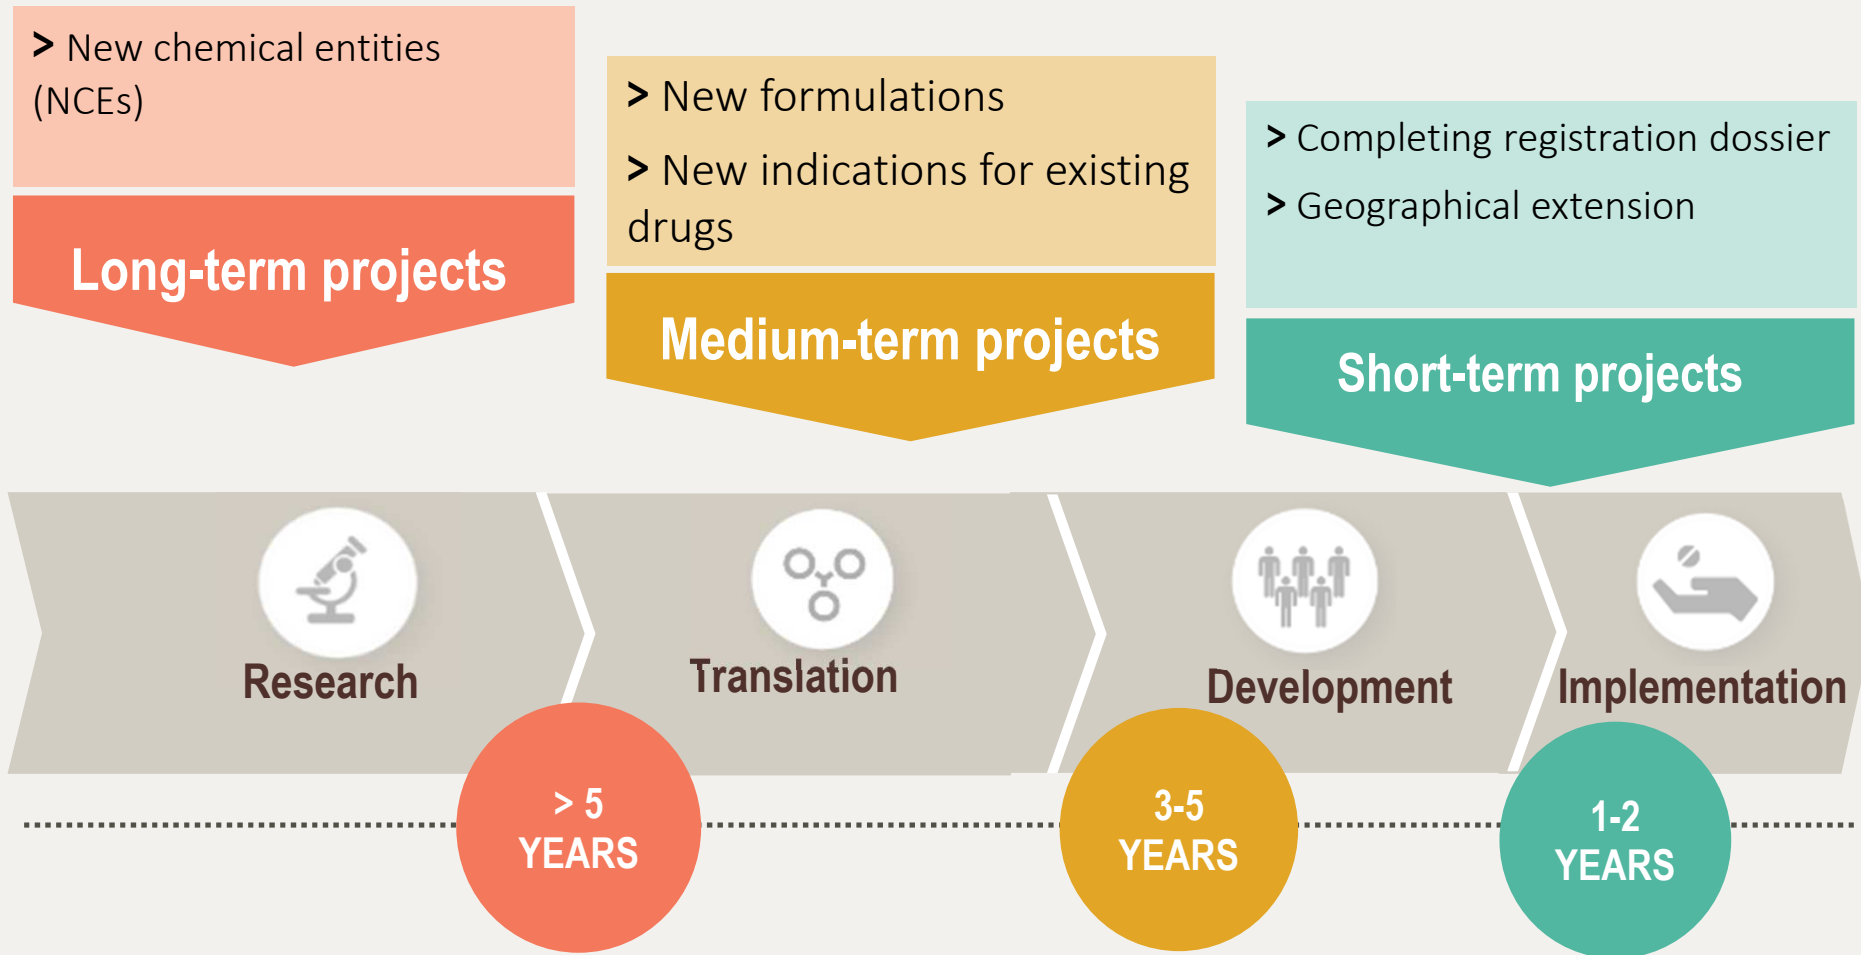 > New chemical entities
(NCEs)
Long-term projects
> New formulations
> New indications for existing
drugs
Medium-term projects
> Completing registration dossier
> Geographical extension
Short-term projects
Research
Translation
Development
Implementation
> 5
YEARS
3-5
YEARS
1-2
YEARS